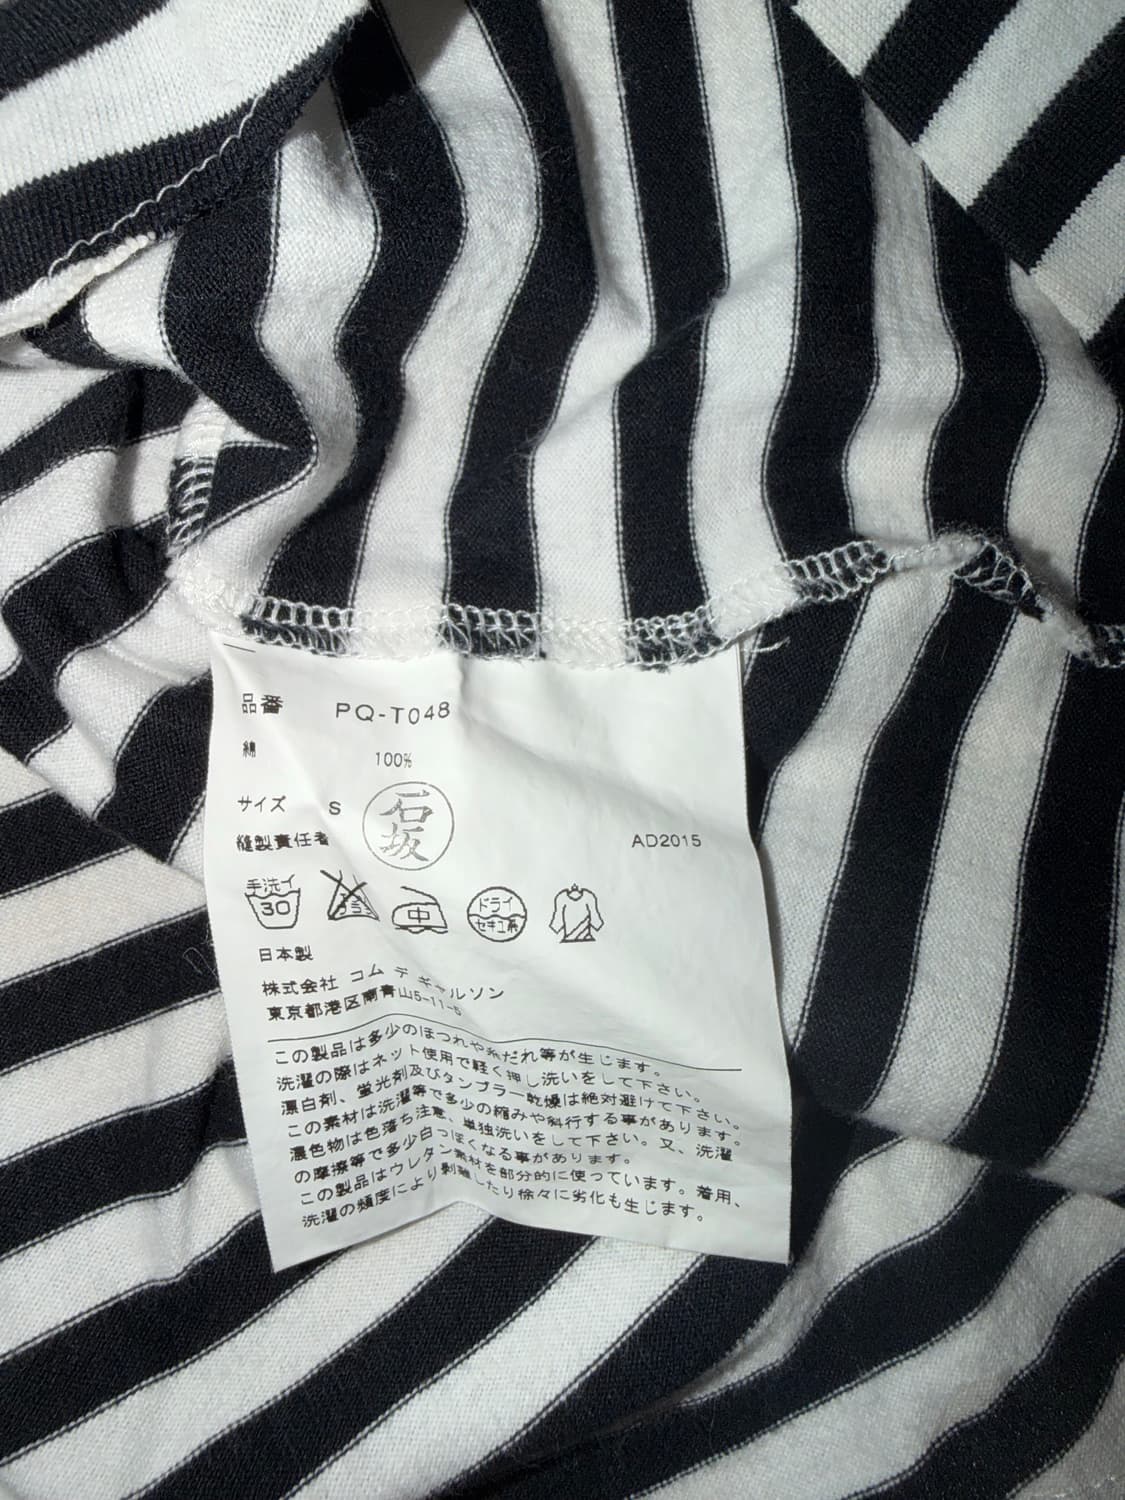 品番 PQ-T048
綿 100%
サイズ S
石坂
縫製責任者
AD2015
手洗イ
30
エンソサラシ
中
ドライ
セキユ系
日本製
株式会社 コム デ ギャルソン
東京都港区南青山5-11-5
この製品は多少のほつれや糸だれ等が生じます。
洗濯の際はネット使用で軽く押し洗いをして下さい。
漂白剤、蛍光剤及びタンブラー乾燥は絶対避けて下さい。
この素材は洗濯等で多少の縮みや斜行する事があります。
濃色物は色落ち注意、単独洗いをして下さい。又、洗濯
の摩擦等で多少白っぽくなる事があります。
この製品はウレタン素材を部分的に使っています。着用、
洗濯の頻度により剥離したり徐々に劣化も生じます。